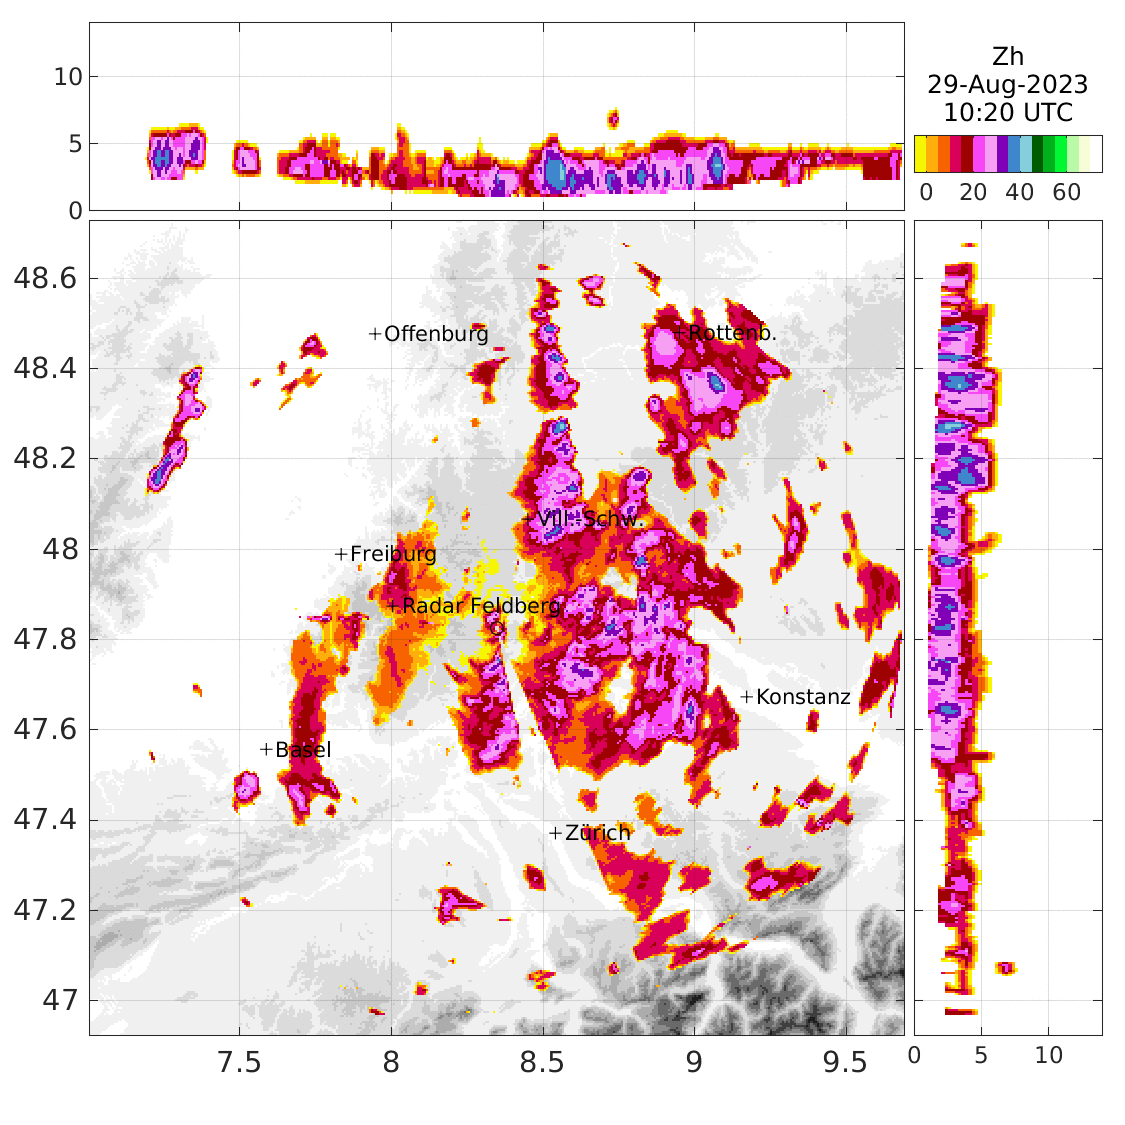 10
5
0
Zh
29-Aug-2023
10:20 UTC
0 20 40 60
48.6
48.4
48.2
48
47.8
47.6
47.4
47.2
47
+Offenburg
+Rottenb.
+Vill.-Schw.
+Freiburg
+Radar Feldberg
+Konstanz
+Basel
+Zürich
7.5 8 8.5 9 9.5
0 5 10